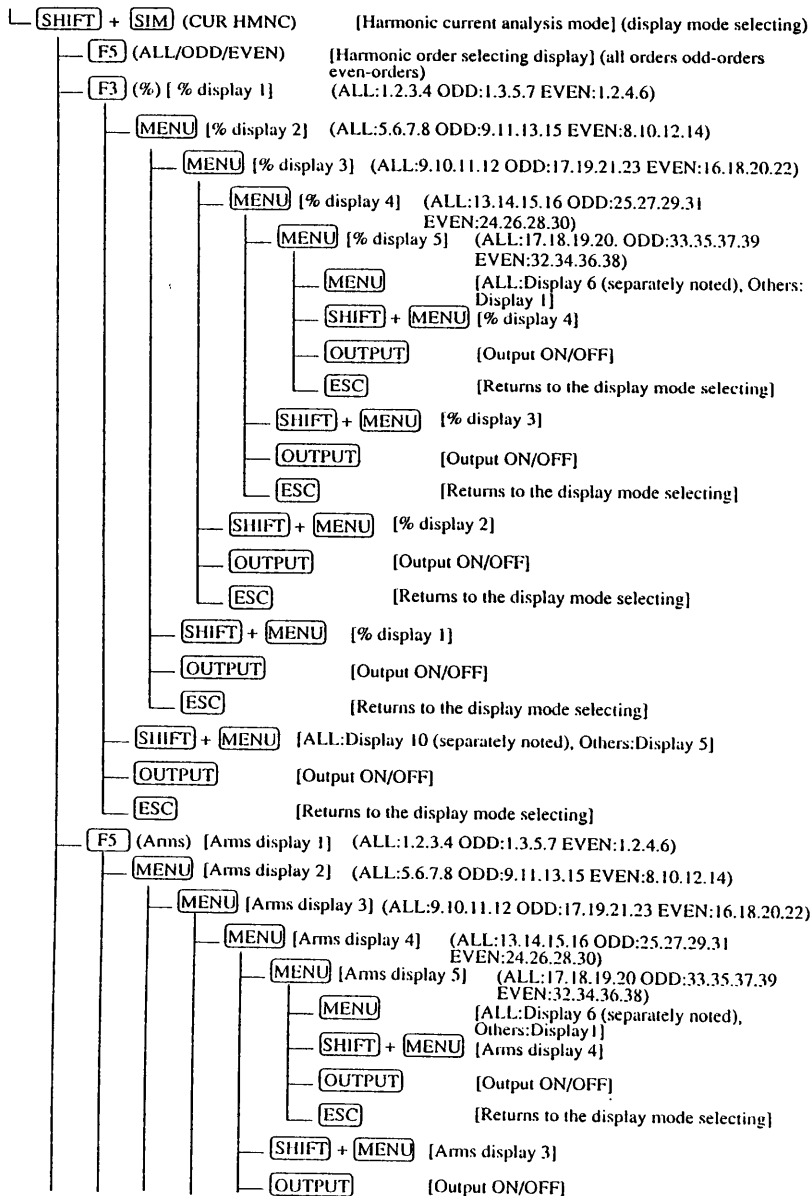 SHIFT + SIM (CUR HMNC) [Harmonic current analysis mode] (display mode selecting)
F5 (ALL/ODD/EVEN) [Harmonic order selecting display] (all orders odd-orders
even-orders)
F3 (%) [ % display 1] (ALL:1.2.3.4 ODD:1.3.5.7 EVEN:1.2.4.6)
MENU [% display 2] (ALL:5.6.7.8 ODD:9.11.13.15 EVEN:8.10.12.14)
MENU [% display 3] (ALL:9.10.11.12 ODD:17.19.21.23 EVEN:16.18.20.22)
MENU [% display 4] (ALL:13.14.15.16 ODD:25.27.29.31
EVEN:24.26.28.30)
MENU [% display 5] (ALL:17.18.19.20. ODD:33.35.37.39
EVEN:32.34.36.38)
MENU [ALL:Display 6 (separately noted), Others:
Display 1]
SHIFT + MENU [% display 4]
OUTPUT [Output ON/OFF]
ESC [Returns to the display mode selecting]
SHIFT + MENU [% display 3]
OUTPUT [Output ON/OFF]
ESC [Returns to the display mode selecting]
SHIFT + MENU [% display 2]
OUTPUT [Output ON/OFF]
ESC [Returns to the display mode selecting]
SHIFT + MENU [% display 1]
OUTPUT [Output ON/OFF]
ESC [Returns to the display mode selecting]
SHIFT + MENU [ALL:Display 10 (separately noted), Others:Display 5]
OUTPUT [Output ON/OFF]
ESC [Returns to the display mode selecting]
F5 (Arms) [Arms display 1] (ALL:1.2.3.4 ODD:1.3.5.7 EVEN:1.2.4.6)
MENU [Arms display 2] (ALL:5.6.7.8 ODD:9.11.13.15 EVEN:8.10.12.14)
MENU [Arms display 3] (ALL:9.10.11.12 ODD:17.19.21.23 EVEN:16.18.20.22)
MENU [Arms display 4] (ALL:13.14.15.16 ODD:25.27.29.31
EVEN:24.26.28.30)
MENU [Arms display 5] (ALL:17.18.19.20 ODD:33.35.37.39
EVEN:32.34.36.38)
MENU [ALL:Display 6 (separately noted),
Others:Display1]
SHIFT + MENU [Arms display 4]
OUTPUT [Output ON/OFF]
ESC [Returns to the display mode selecting]
SHIFT + MENU [Arms display 3]
OUTPUT [Output ON/OFF]